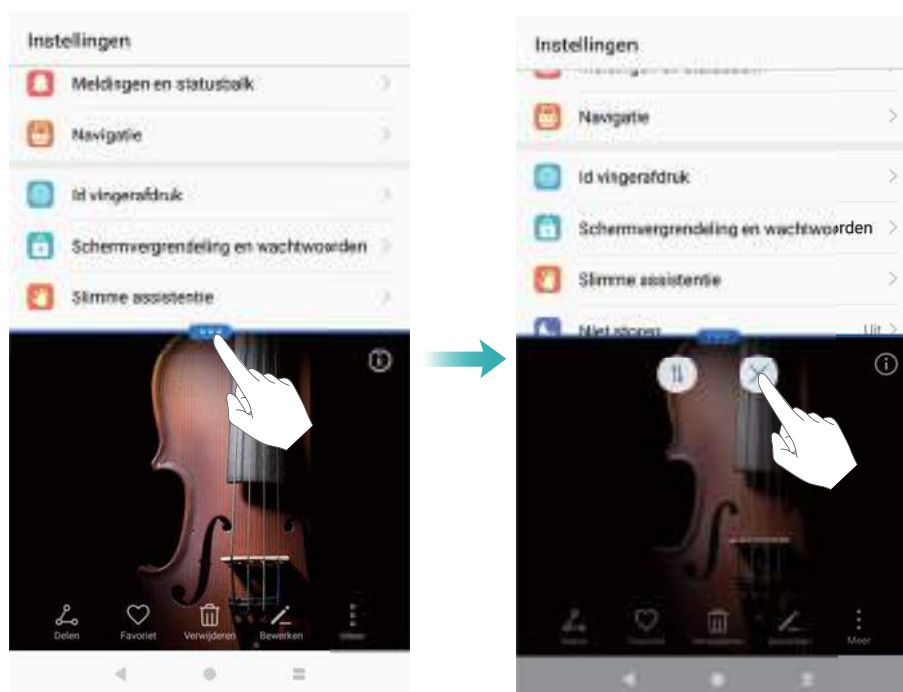 Instellingen
Meldingen en statusbalk
Navigatie
Id vingerafdruk
Schermvergrendeling en wachtwoorden
Slimme assistentie
Delen
Favoriet
Verwijderen
Bewerken
Instellingen
Navigatie
Id vingerafdruk
Schermvergrendeling en wachtwoorden
Slimme assistentie
Niet storen Uit
Meer